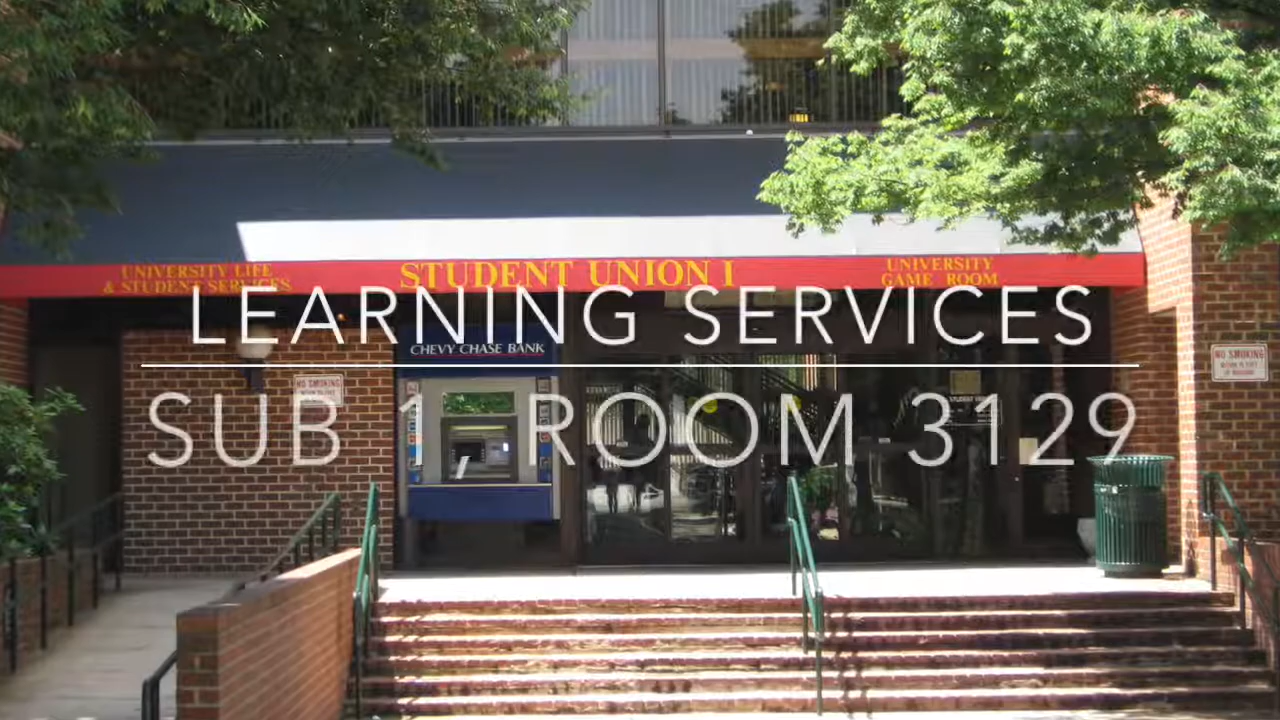 UNIVERSITY LIFE
& STUDENT SERVICES
STUDENT UNION I
UNIVERSITY
GAME ROOM
LEARNING SERVICES
CHEVY CHASE BANK
NO SMOKING
NO SMOKING
SUB 1, ROOM 3129